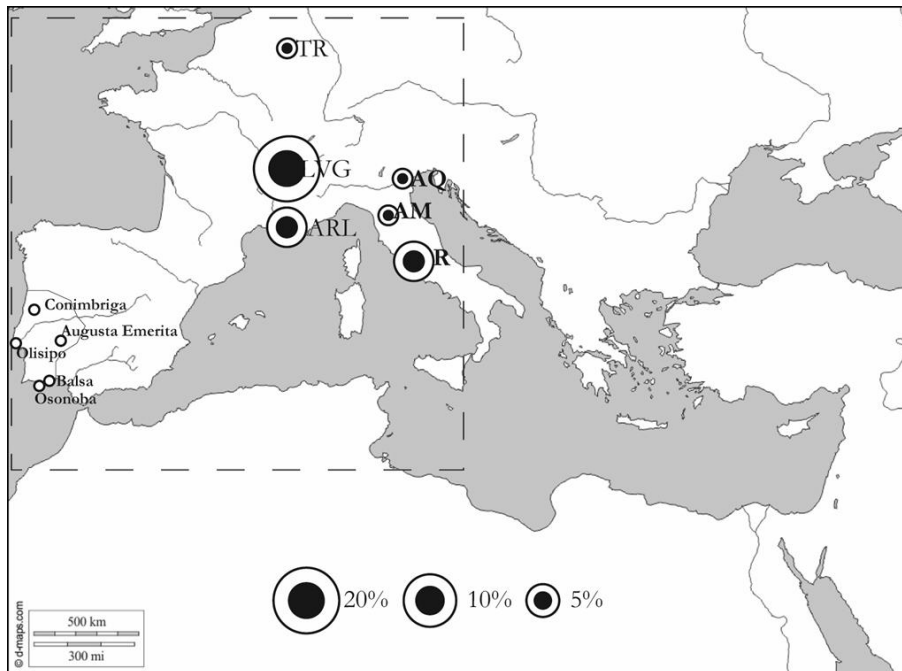 TR
LVG
AQ
AM
ARL
R
Conimbriga
Augusta Emerita
Olisipo
Balsa
Osonoba
20%
10%
5%
500 km
300 mi
© d-maps.com